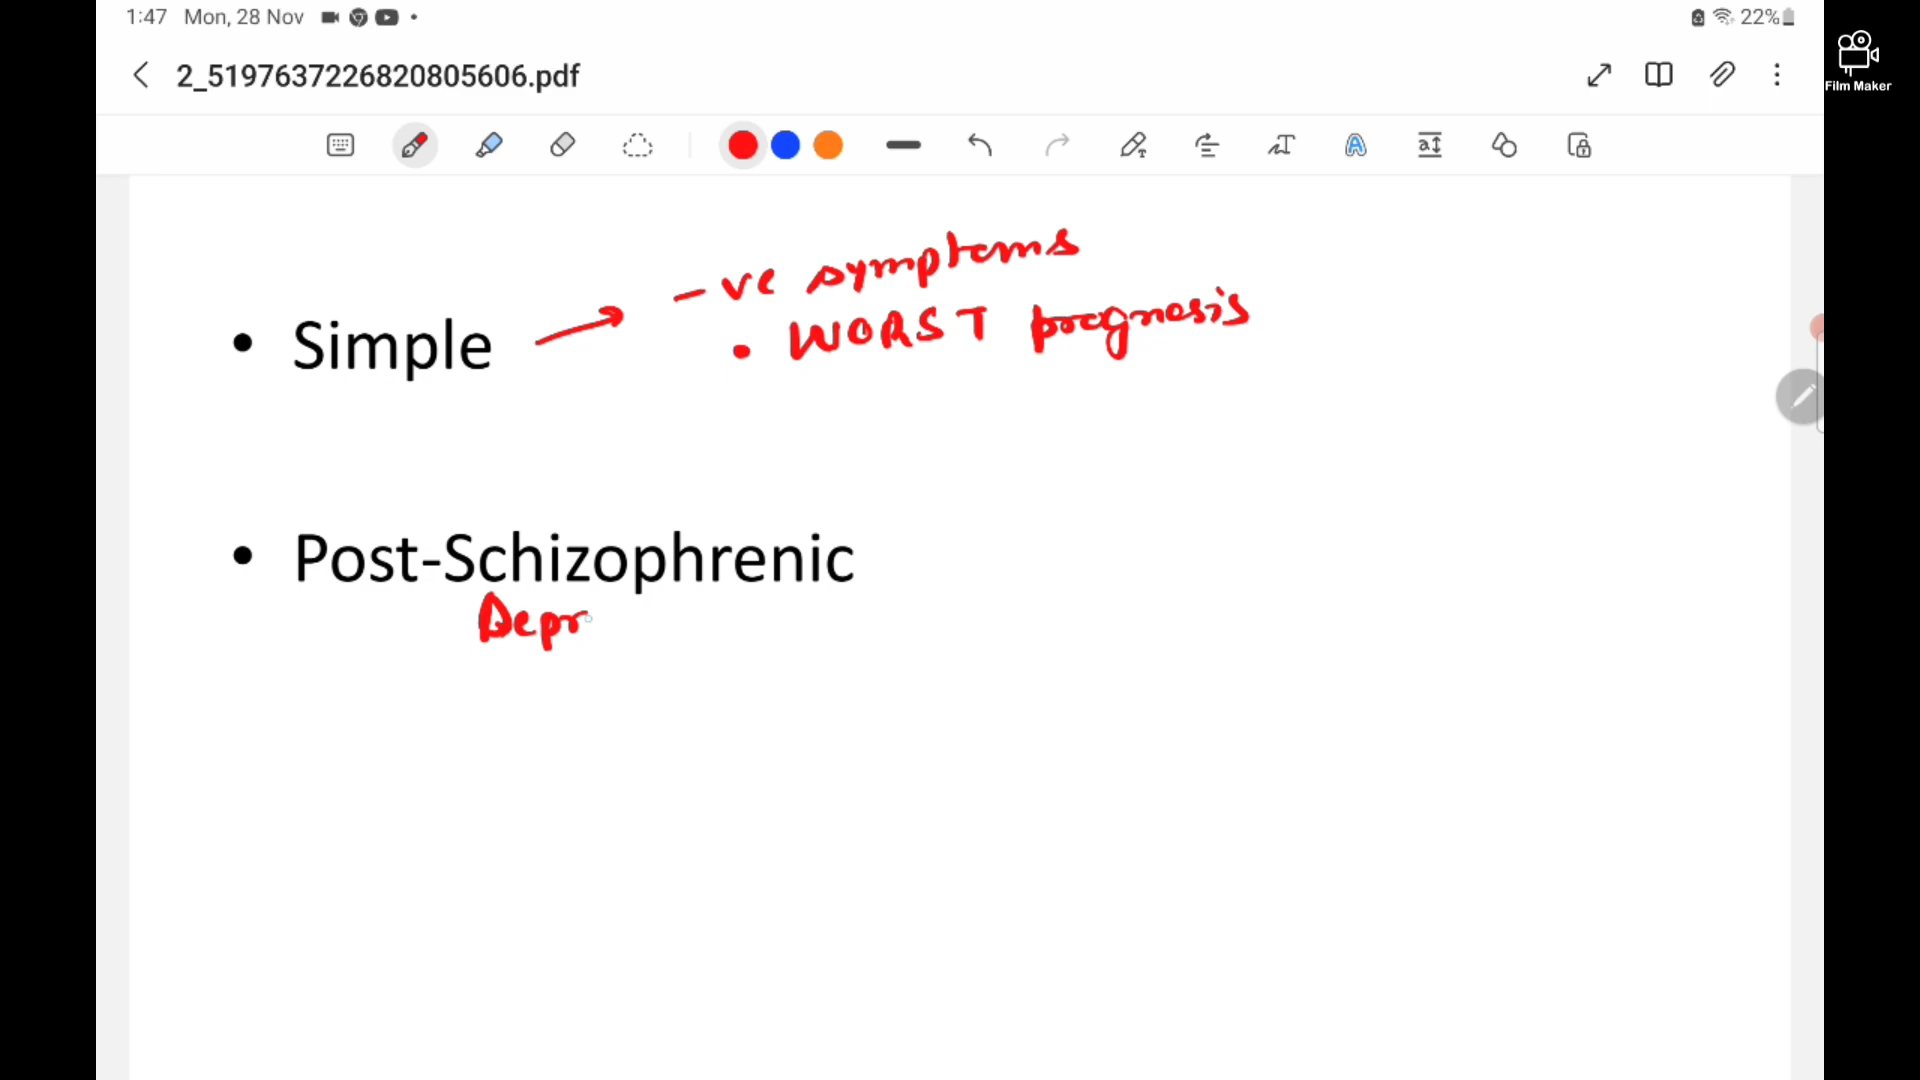 1:47 Mon, 28 Nov 22%
Film Maker
2_5197637226820805606.pdf
-ve symptoms
• Simple
• WORST prognosis
• Post-Schizophrenic
Depr